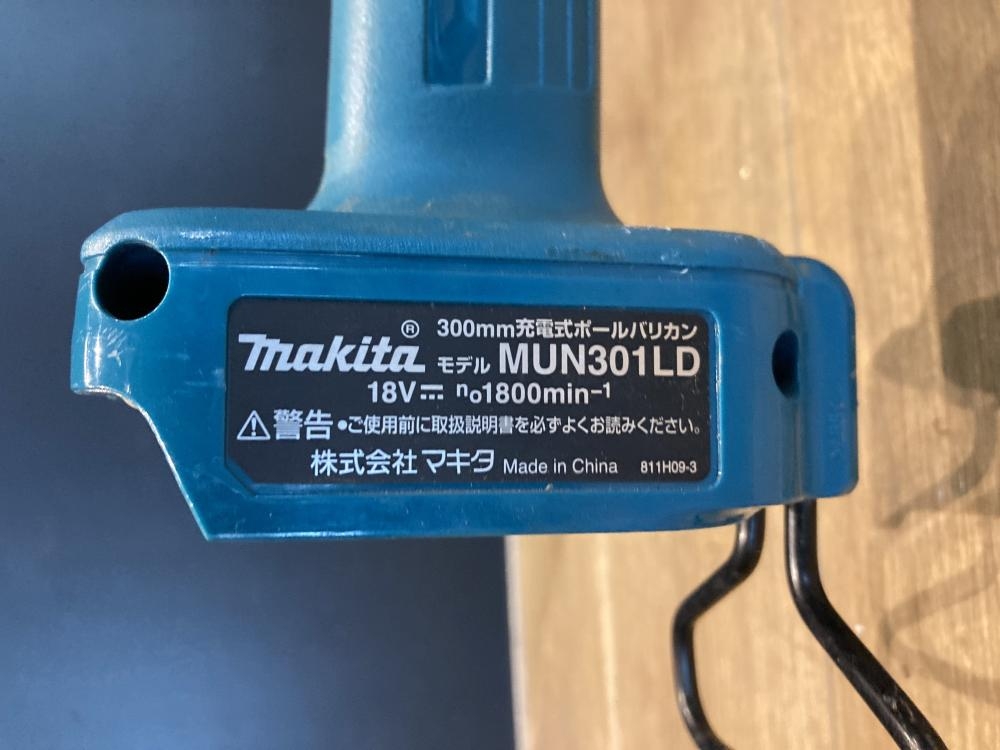 makita® 300mm充電式ポールバリカン
モデル MUN301LD
18V⎓ n₀1800min⁻¹
⚠警告 •ご使用前に取扱説明書を必ずよくお読みください。
株式会社 マキタ Made in China 811H09-3